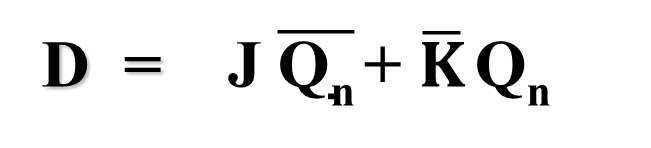 D = J Q̅n̅ + K̅ Qn